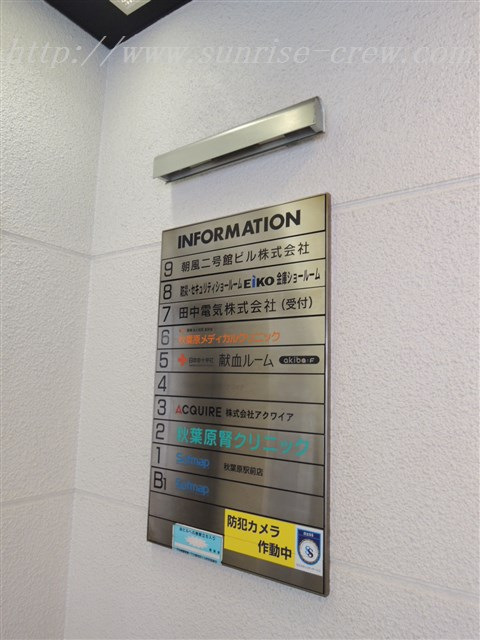 http://www.sunrise-crew.com
INFORMATION
9 朝風二号館ビル株式会社
8 防災・セキュリティショールーム EIKO 金庫ショールーム
7 田中電気株式会社(受付)
6 秋葉原メディカルクリニック
5 日本赤十字社 献血ルーム akiba:F
4
3 ACQUIRE 株式会社アクワイア
2 秋葉原腎クリニック
1 Sofmap 秋葉原駅前店
B1 Sofmap
防犯カメラ
作動中